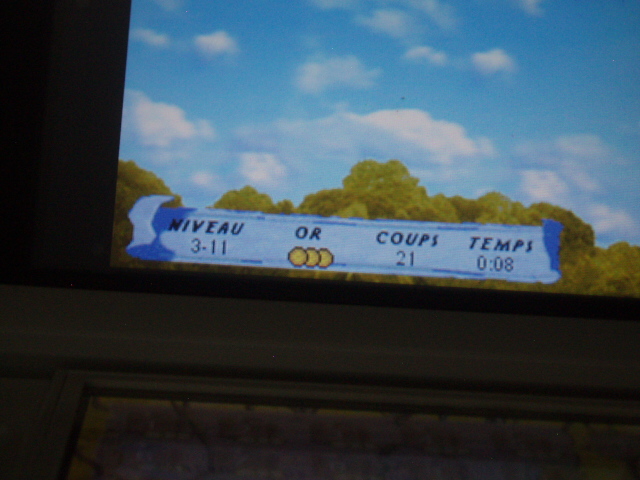 NIVEAU OR COUPS TEMPS
3-11 21 0:08